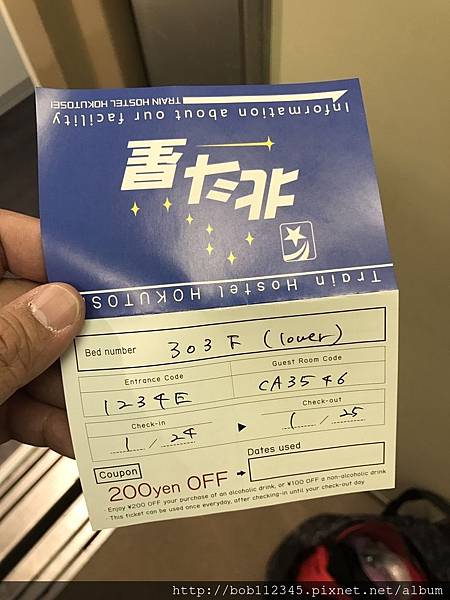 TRAIN HOSTEL HOKUTOSEI
Information about our facility
北斗星
Train Hostel HOKUTOS
Bed number 303F (lower)
Entrance Code Guest Room Code
1234E CA3546
Check-in Check-out
1 / 24 ▶ 1 / 25
Coupon Dates used
200yen OFF
· Enjoy ¥200 OFF your purchase of an alcoholic drink, or ¥100 OFF a non-alcoholic drink
· This ticket can be used once everyday, after checking-in until your check-out day
http://bob112345.pixnet.net/album